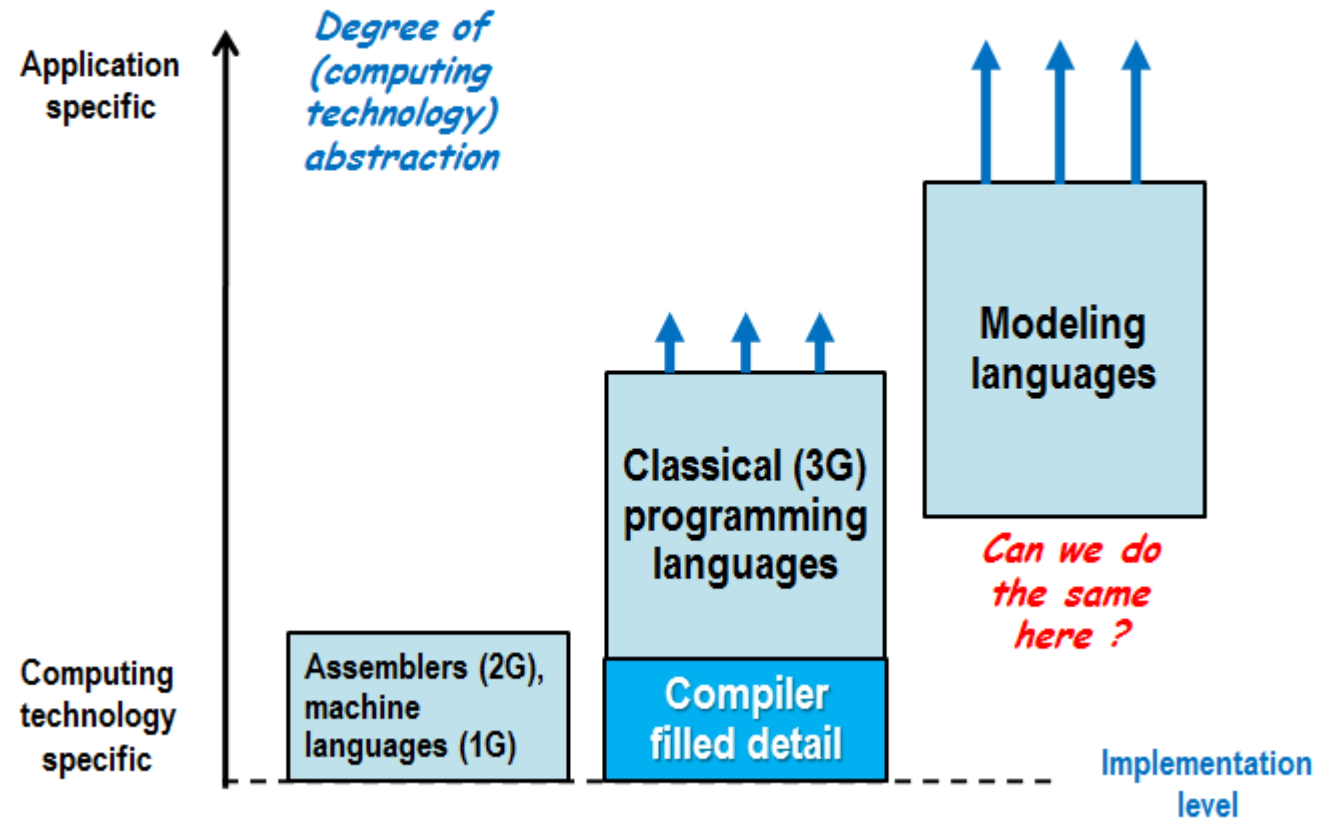 Application
specific
Degree of
(computing
technology)
abstraction
Modeling
languages
Classical (3G)
programming
languages
Can we do
the same
here ?
Computing
technology
specific
Assemblers (2G),
machine
languages (1G)
Compiler
filled detail
Implementation
level